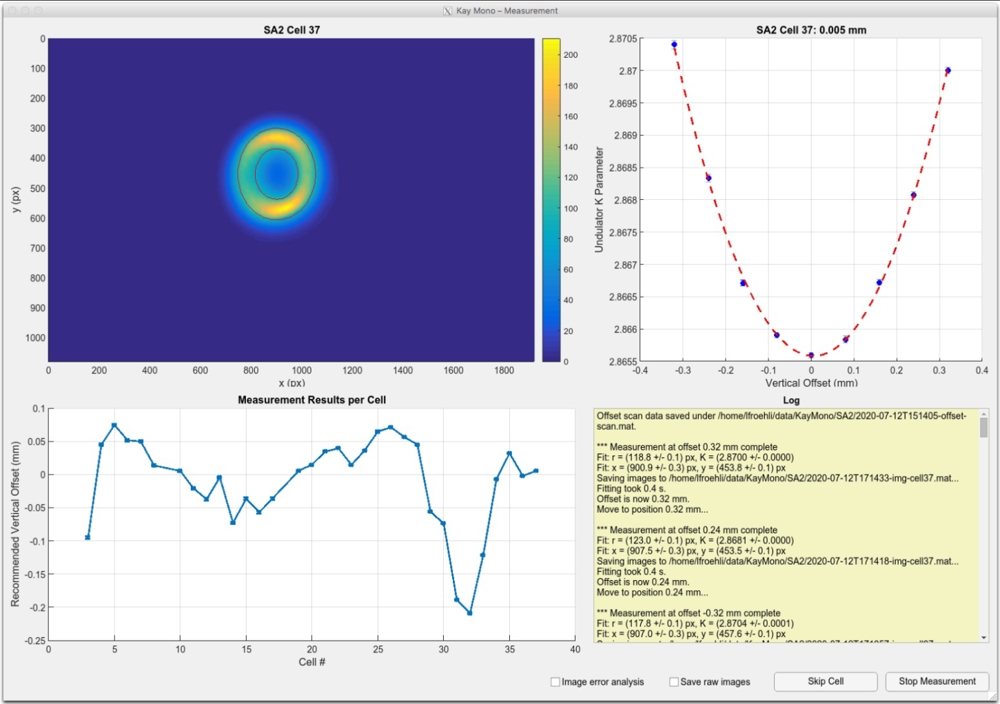 Kay Mono – Measurement
SA2 Cell 37
0
100
200
300
400
500
600
700
800
900
1000
y (px)
0
200
400
600
800
1000
1200
1400
1600
1800
x (px)
200
180
160
140
120
100
80
60
40
20
0
SA2 Cell 37: 0.005 mm
2.8705
2.87
2.8695
2.869
2.8685
2.868
2.8675
2.867
2.8665
2.866
2.8655
Undulator K Parameter
-0.4
-0.3
-0.2
-0.1
0
0.1
0.2
0.3
0.4
Vertical Offset (mm)
Measurement Results per Cell
0.1
0.05
0
-0.05
-0.1
-0.15
-0.2
-0.25
Recommended Vertical Offset (mm)
0
5
10
15
20
25
30
35
40
Cell #
Log
Offset scan data saved under /home/lfroehli/data/KayMono/SA2/2020-07-12T151405-offset-
scan.mat.
*** Measurement at offset 0.32 mm complete
Fit: r = (118.8 +/- 0.1) px, K = (2.8700 +/- 0.0000)
Fit: x = (900.9 +/- 0.3) px, y = (453.8 +/- 0.1) px
Saving images to /home/lfroehli/data/KayMono/SA2/2020-07-12T171433-img-cell37.mat...
Fitting took 0.4 s.
Offset is now 0.32 mm.
Move to position 0.32 mm...
*** Measurement at offset 0.24 mm complete
Fit: r = (123.0 +/- 0.1) px, K = (2.8681 +/- 0.0000)
Fit: x = (907.5 +/- 0.3) px, y = (453.5 +/- 0.1) px
Saving images to /home/lfroehli/data/KayMono/SA2/2020-07-12T171418-img-cell37.mat...
Fitting took 0.4 s.
Offset is now 0.24 mm.
Move to position 0.24 mm...
*** Measurement at offset -0.32 mm complete
Fit: r = (117.8 +/- 0.1) px, K = (2.8704 +/- 0.0001)
Fit: x = (907.0 +/- 0.3) px, y = (457.6 +/- 0.1) px
Image error analysis
Save raw images
Skip Cell
Stop Measurement